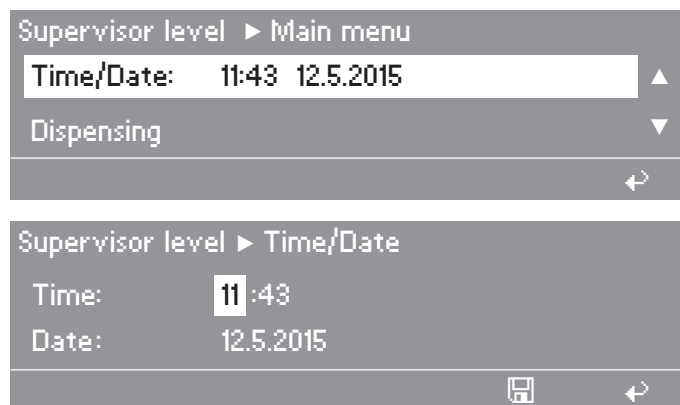 Supervisor level ► Main menu
Time/Date: 11:43 12.5.2015
Dispensing
Supervisor level ► Time/Date
Time: 11:43
Date: 12.5.2015